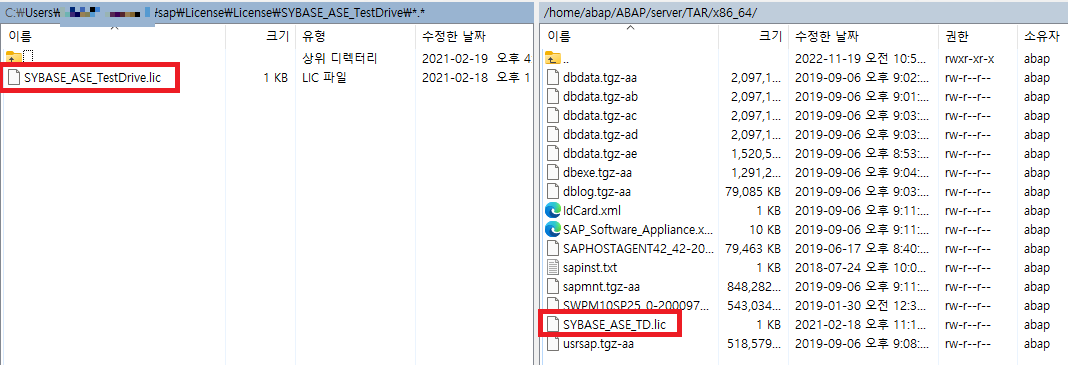 C:₩Users₩ ₩sap₩License₩License₩SYBASE_ASE_TestDrive₩*.*
이름 크기 유형 수정한 날짜
.. 상위 디렉터리 2021-02-19 오후 4
SYBASE_ASE_TestDrive.lic 1 KB LIC 파일 2021-02-18 오후 1
/home/abap/ABAP/server/TAR/x86_64/
이름 크기 수정한 날짜 권한 소유자
.. 2022-11-19 오전 10:5... rwxr-xr-x abap
dbdata.tgz-aa 2,097,1... 2019-09-06 오후 9:02:... rw-r--r-- abap
dbdata.tgz-ab 2,097,1... 2019-09-06 오후 9:01:... rw-r--r-- abap
dbdata.tgz-ac 2,097,1... 2019-09-06 오후 9:03:... rw-r--r-- abap
dbdata.tgz-ad 2,097,1... 2019-09-06 오후 9:03:... rw-r--r-- abap
dbdata.tgz-ae 1,520,5... 2019-09-06 오후 8:53:... rw-r--r-- abap
dbexe.tgz-aa 1,291,2... 2019-09-06 오후 9:04:... rw-r--r-- abap
dblog.tgz-aa 79,085 KB 2019-09-06 오후 9:03:... rw-r--r-- abap
IdCard.xml 1 KB 2019-09-06 오후 9:11:... rw-r--r-- abap
SAP_Software_Appliance.x... 10 KB 2019-09-06 오후 9:11:... rw-r--r-- abap
SAPHOSTAGENT42_42-20... 79,463 KB 2019-06-17 오후 8:40:... rw-r--r-- abap
sapinst.txt 1 KB 2018-07-24 오후 10:0... rw-r--r-- abap
sapmnt.tgz-aa 848,282... 2019-09-06 오후 9:11:... rw-r--r-- abap
SWPM10SP25_0-200097... 543,034... 2019-01-30 오전 12:3... rw-r--r-- abap
SYBASE_ASE_TD.lic 1 KB 2021-02-18 오후 11:1... rw-r--r-- abap
usrsap.tgz-aa 518,579... 2019-09-06 오후 9:08:... rw-r--r-- abap